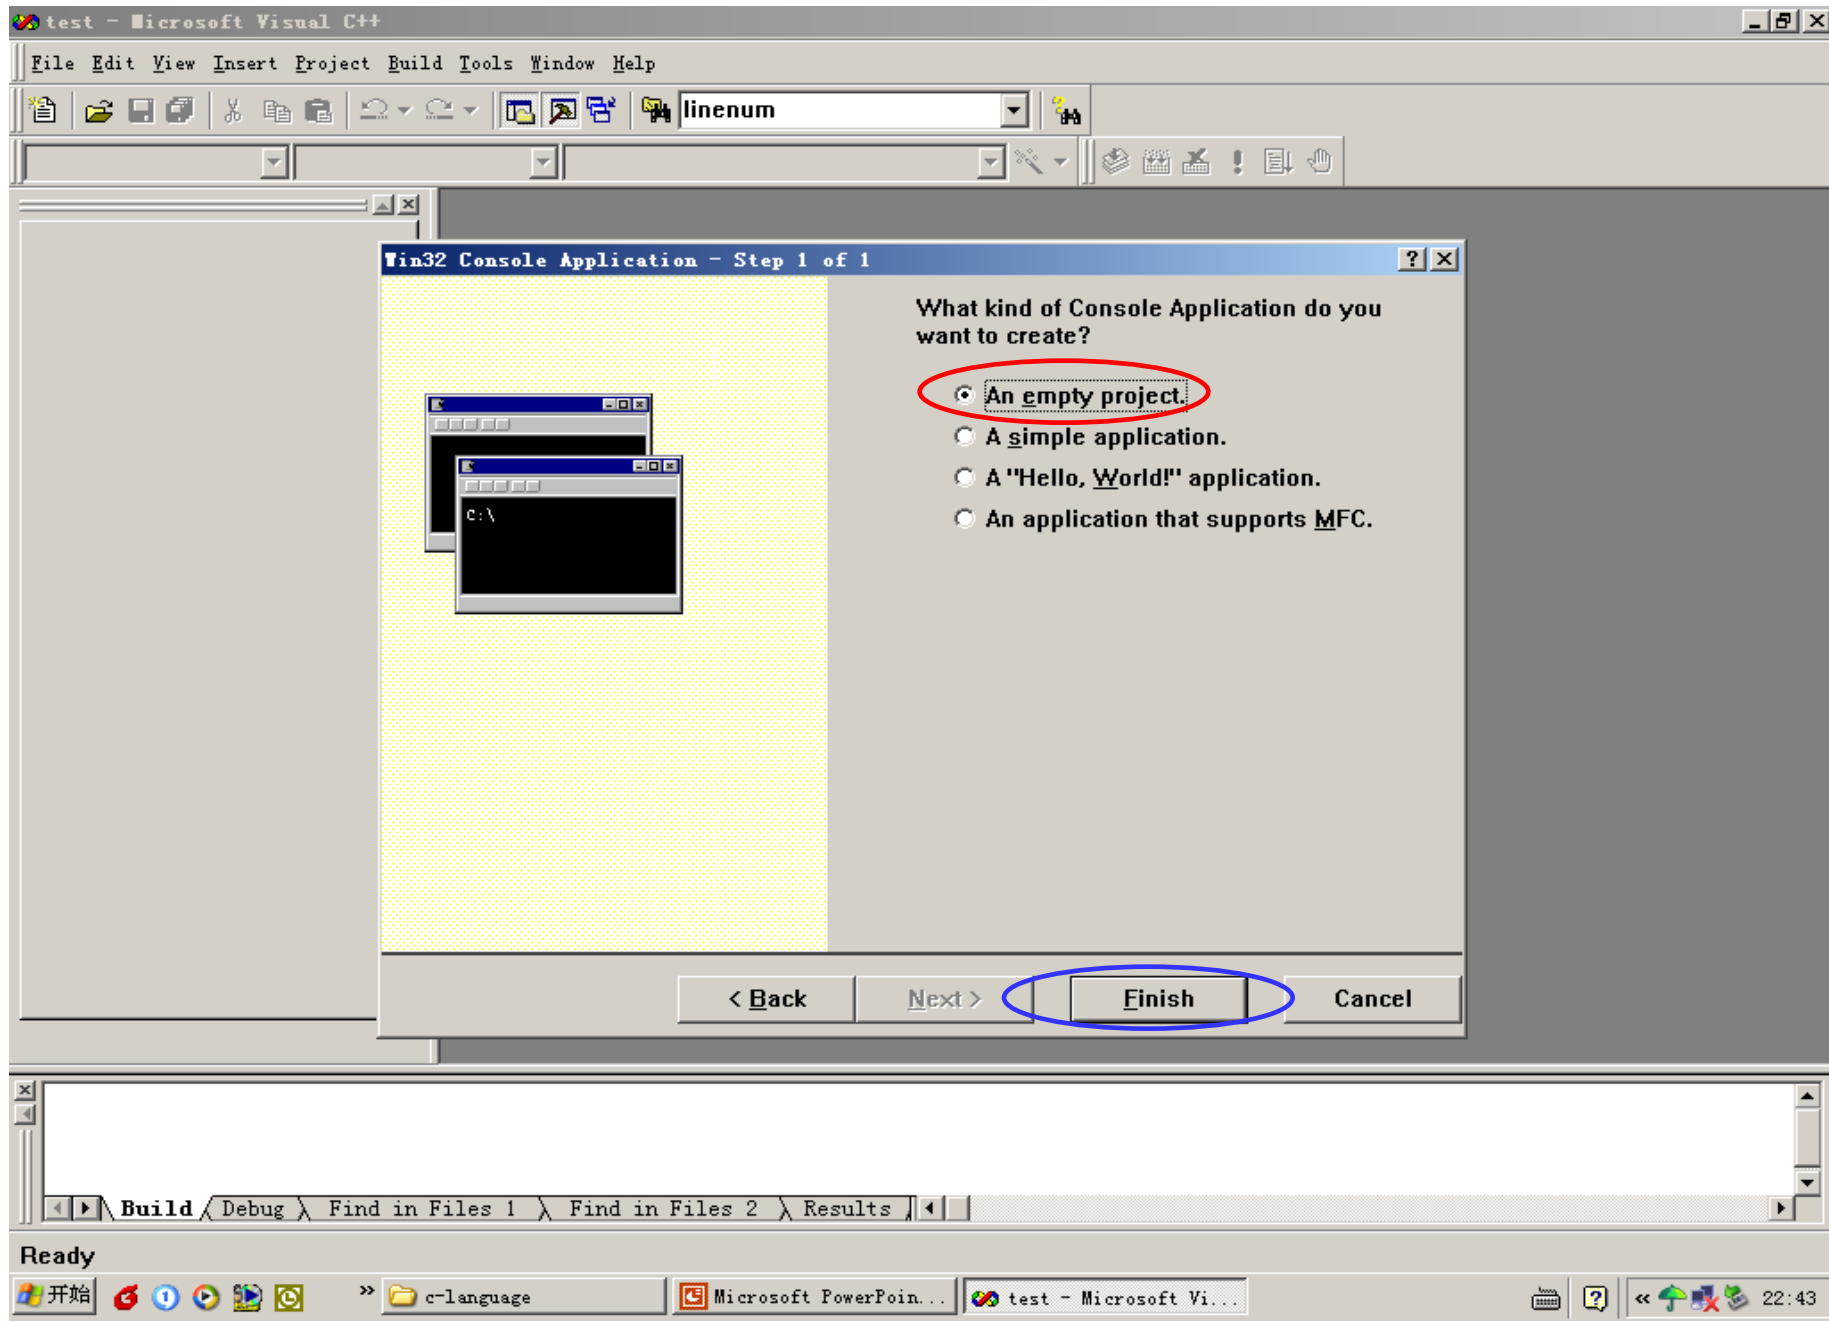 test - Microsoft Visual C++
File Edit View Insert Project Build Tools Window Help
linenum
Win32 Console Application - Step 1 of 1
What kind of Console Application do you
want to create?
An empty project.
A simple application.
A "Hello, World!" application.
An application that supports MFC.
C:\
< Back Next > Finish Cancel
Build Debug Find in Files 1 Find in Files 2 Results
Ready
开始 c-language Microsoft PowerPoin... test - Microsoft Vi... 22:43